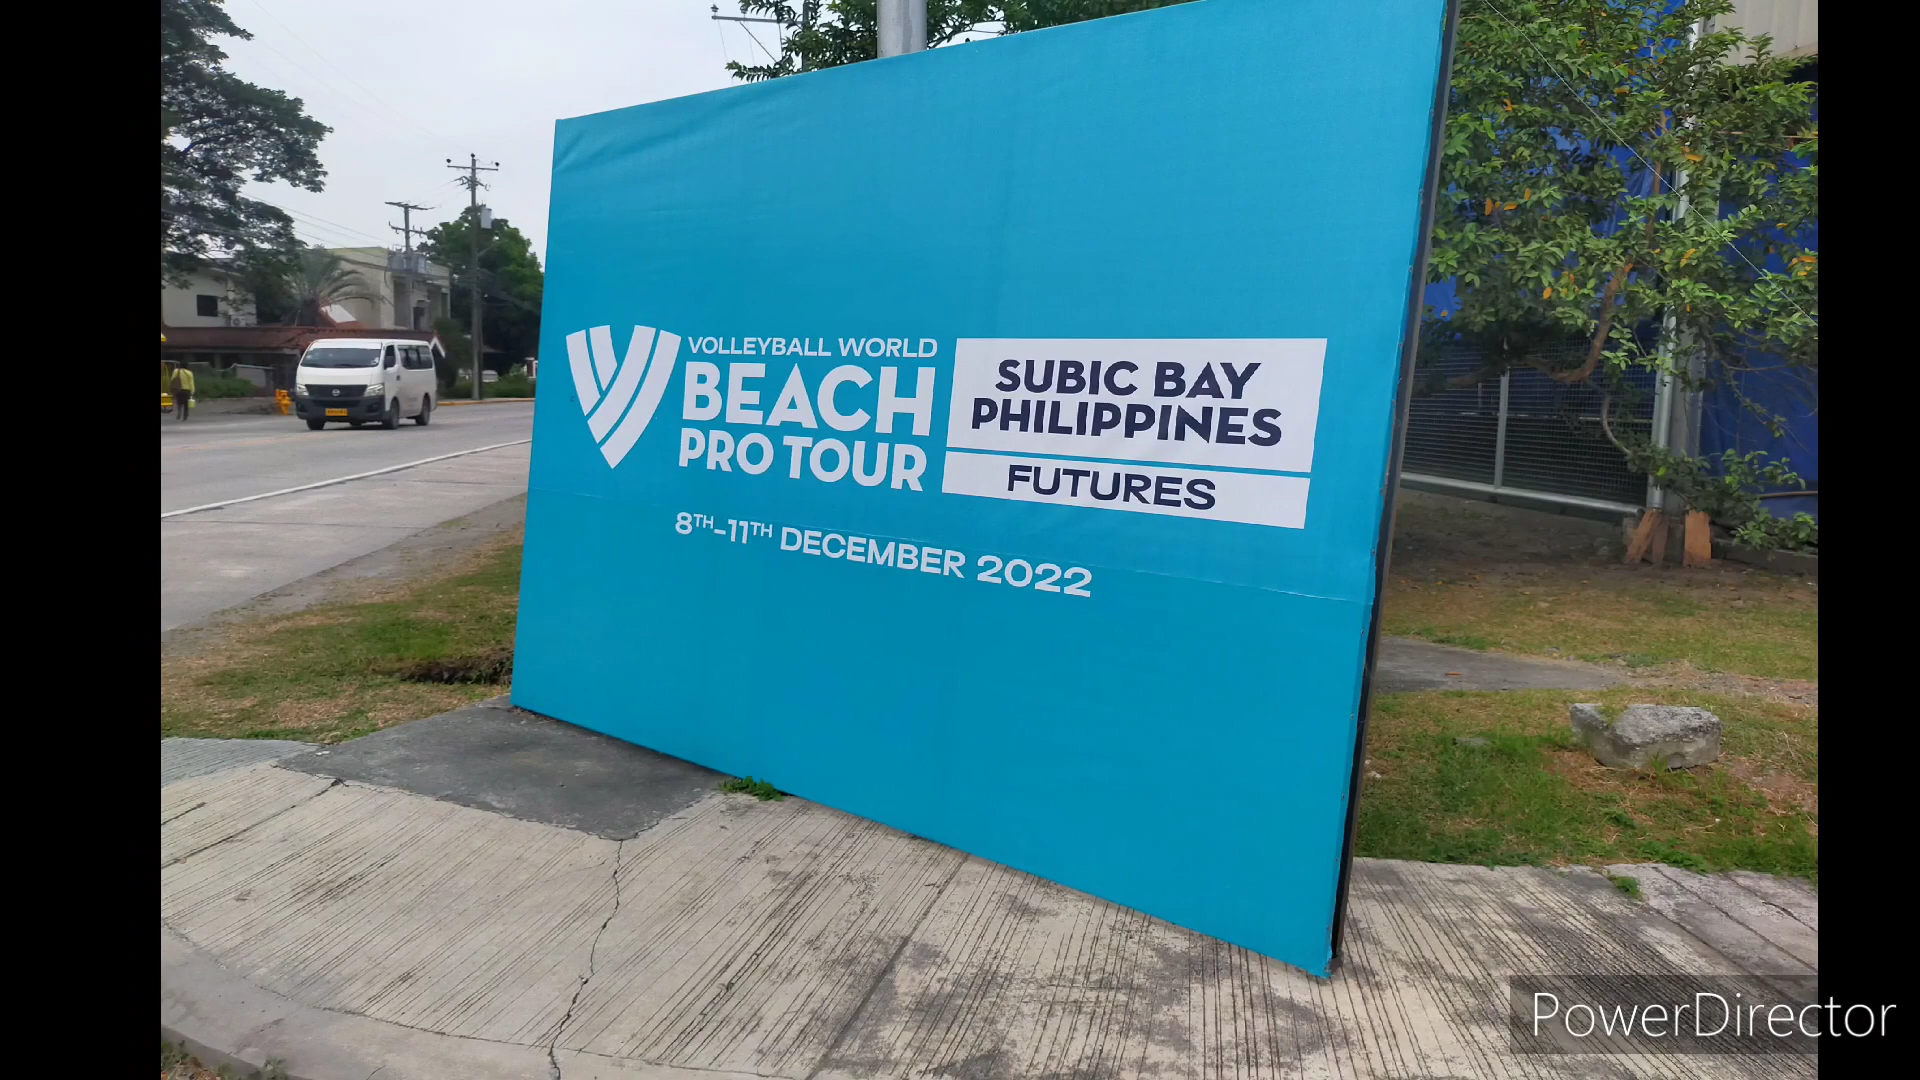 VOLLEYBALL WORLD
BEACH
PRO TOUR
SUBIC BAY
PHILIPPINES
FUTURES
8TH-11TH DECEMBER 2022
PowerDirector